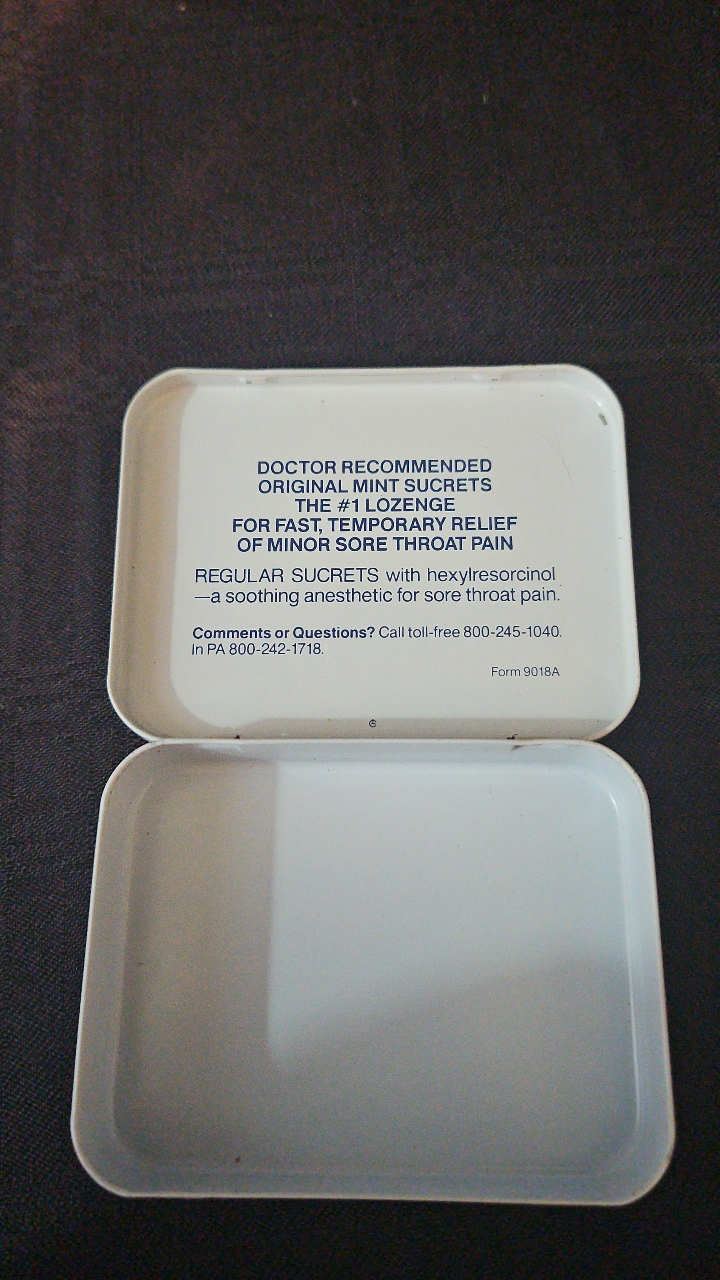 DOCTOR RECOMMENDED
ORIGINAL MINT SUCRETS
THE #1 LOZENGE
FOR FAST, TEMPORARY RELIEF
OF MINOR SORE THROAT PAIN
REGULAR SUCRETS with hexylresorcinol
—a soothing anesthetic for sore throat pain.
Comments or Questions? Call toll-free 800-245-1040.
In PA 800-242-1718.
Form 9018A